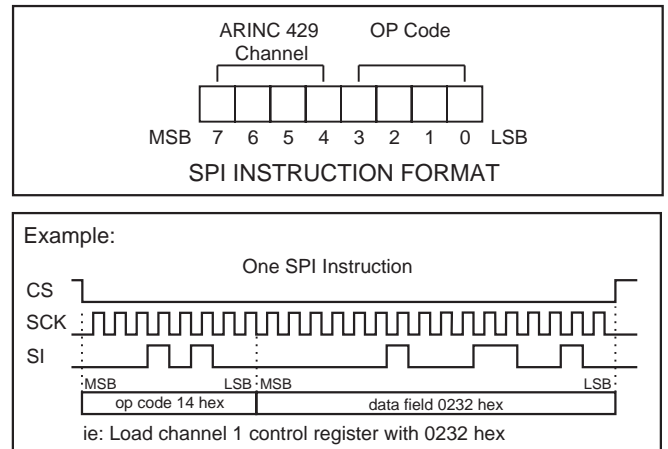 ARINC 429 OP Code
Channel
MSB 7 6 5 4 3 2 1 0 LSB
SPI INSTRUCTION FORMAT
Example:
One SPI Instruction
CS
SCK
SI
MSB LSB MSB LSB
op code 14 hex data field 0232 hex
ie: Load channel 1 control register with 0232 hex